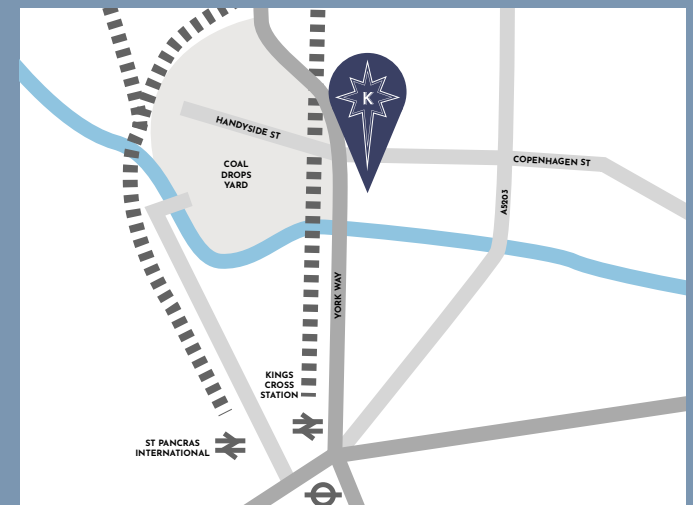 K
HANDYSIDE ST
COPENHAGEN ST
COAL
DROPS
YARD
A5203
YORK WAY
KINGS
CROSS
STATION
ST PANCRAS
INTERNATIONAL